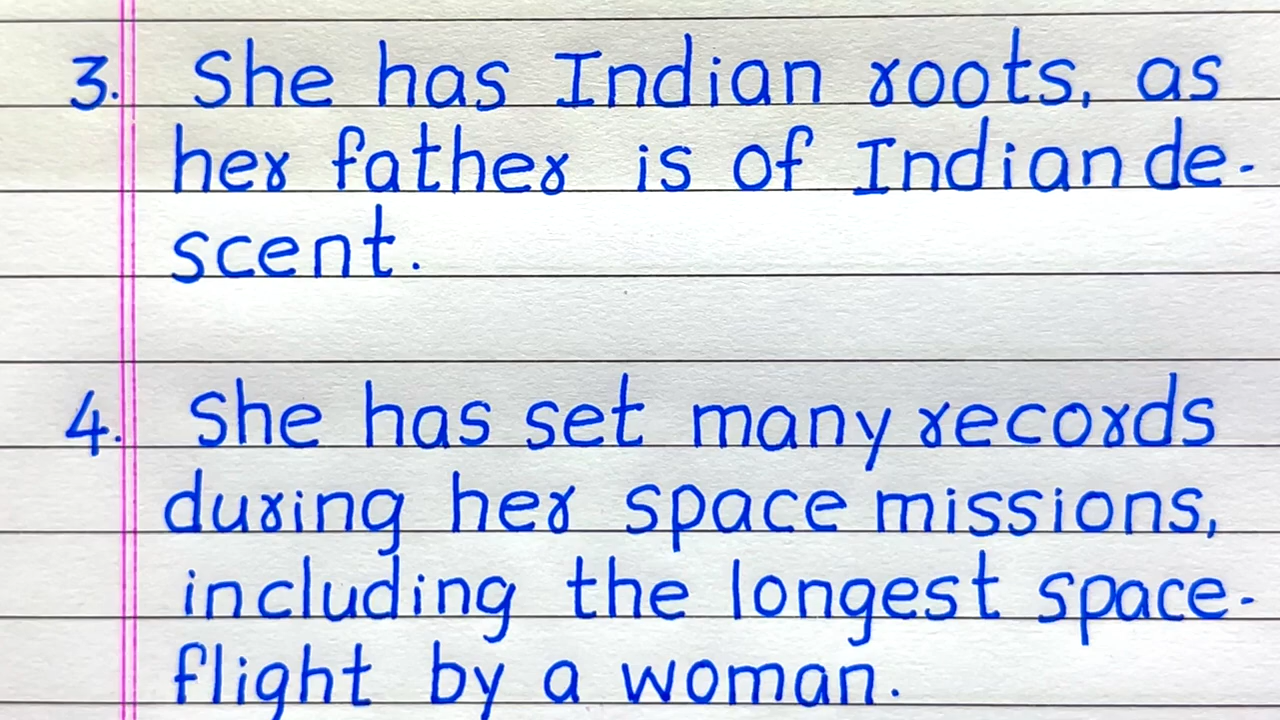 3. She has Indian roots, as
her father is of Indian de-
scent.
4. She has set many records
during her space missions,
including the longest space-
flight by a woman.